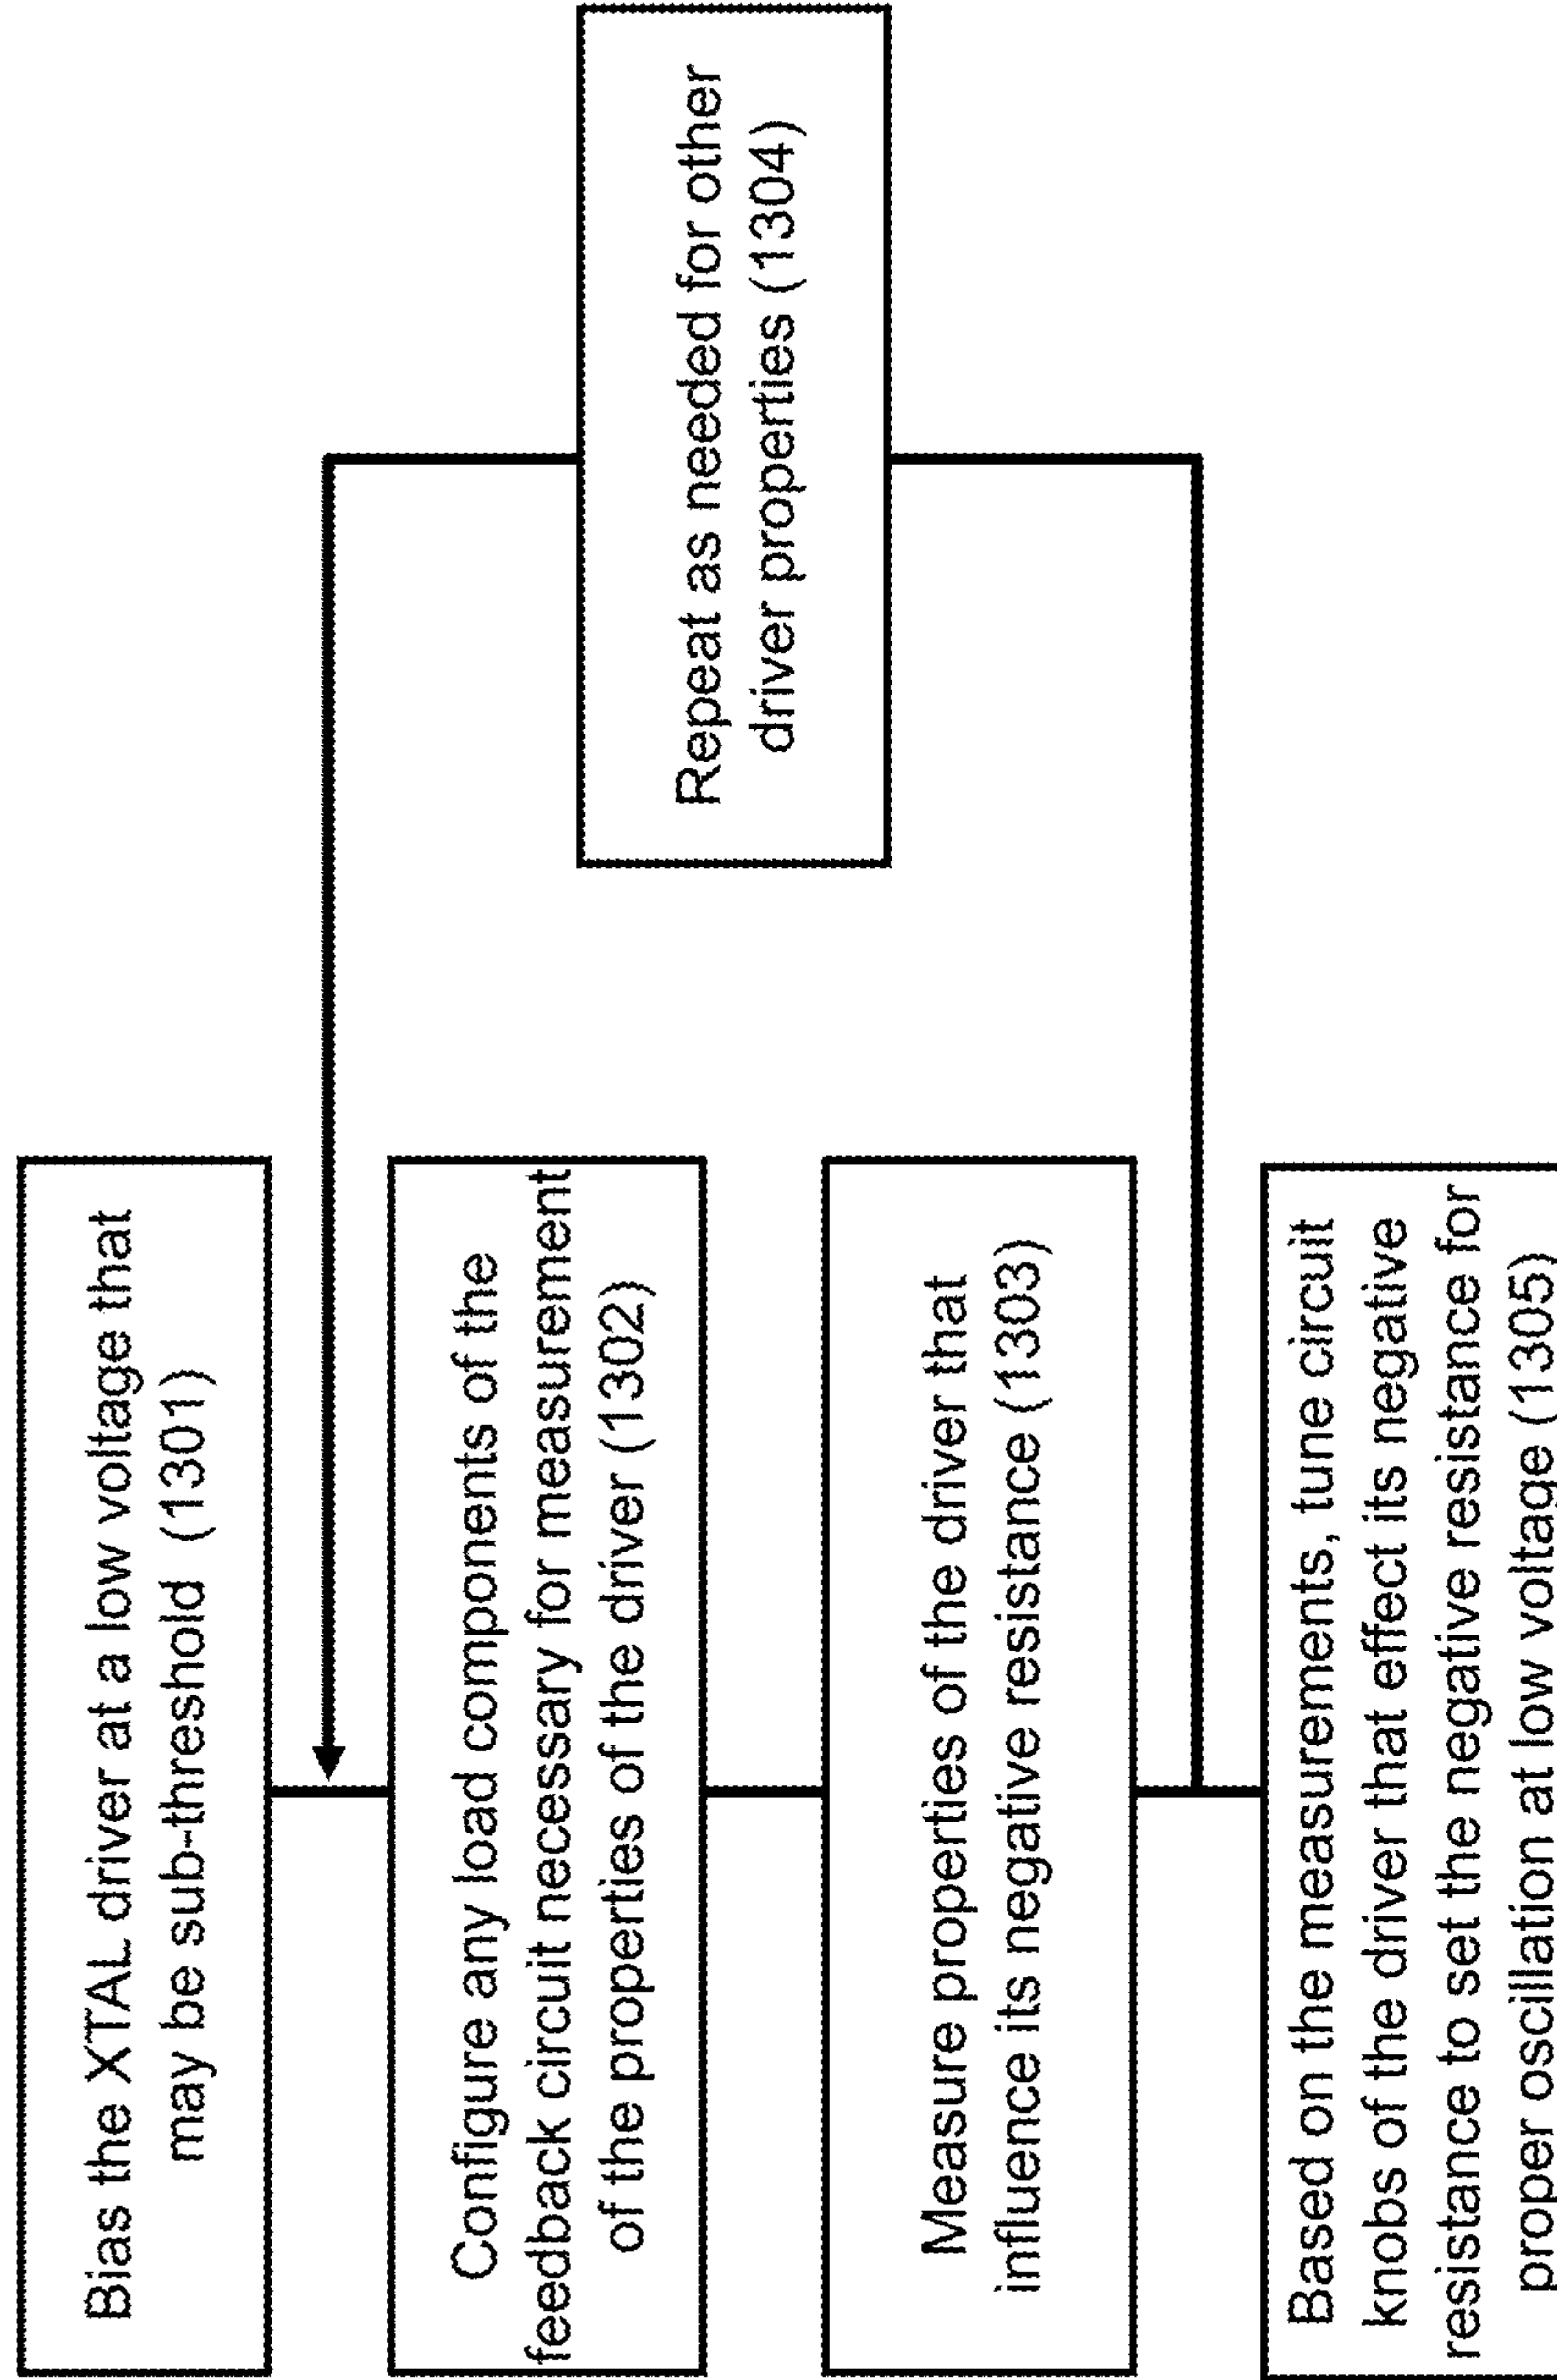 Bias the XTAL driver at a low voltage that
may be sub-threshold (1301)
Configure any load components of the
feedback circuit necessary for measurement
of the properties of the driver (1302)
Measure properties of the driver that
influence its negative resistance (1303)
Repeat as needed for other
driver properties (1304)
Based on the measurements, tune circuit
knobs of the driver that effect its negative
resistance to set the negative resistance for
proper oscillation at low voltage (1305)